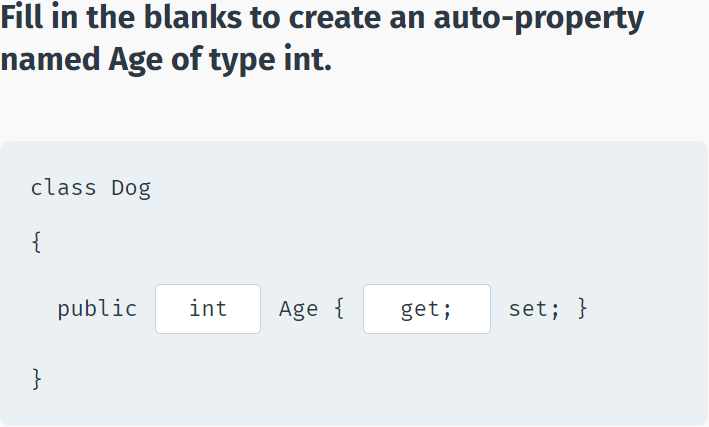 Fill in the blanks to create an auto-property
named Age of type int.
class Dog
{
public int Age { get; set; }
}